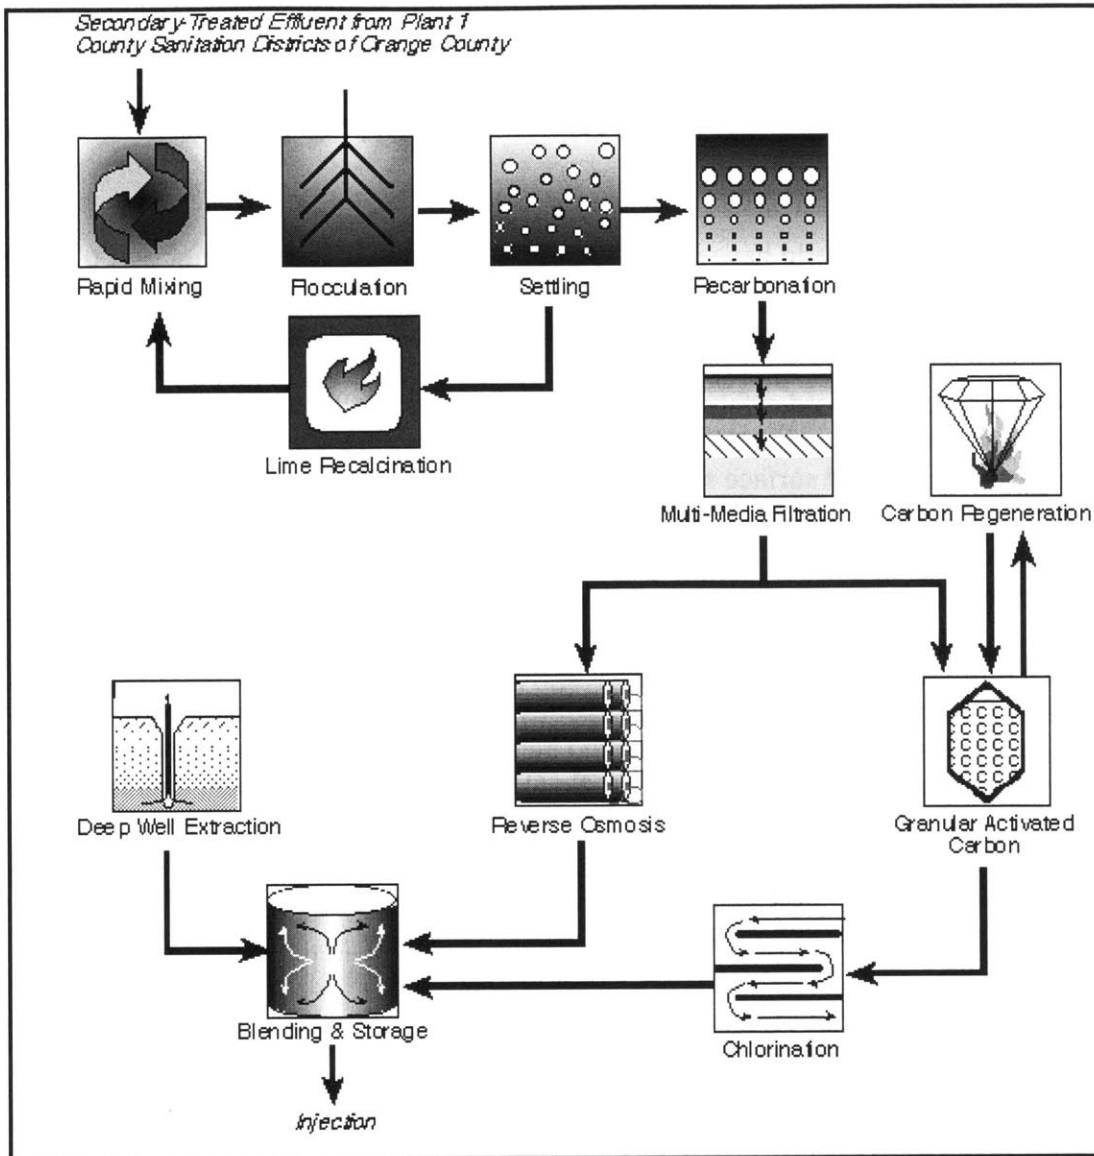 Secondary-Treated Effluent from Plant 1
County Sanitation Districts of Orange County
Rapid Mixing
Flocculation
Settling
Recarbonation
Lime Recalcination
Multi-Media Filtration
Carbon Regeneration
Deep Well Extraction
Reverse Osmosis
Granular Activated
Carbon
Blending & Storage
Chlorination
Injection